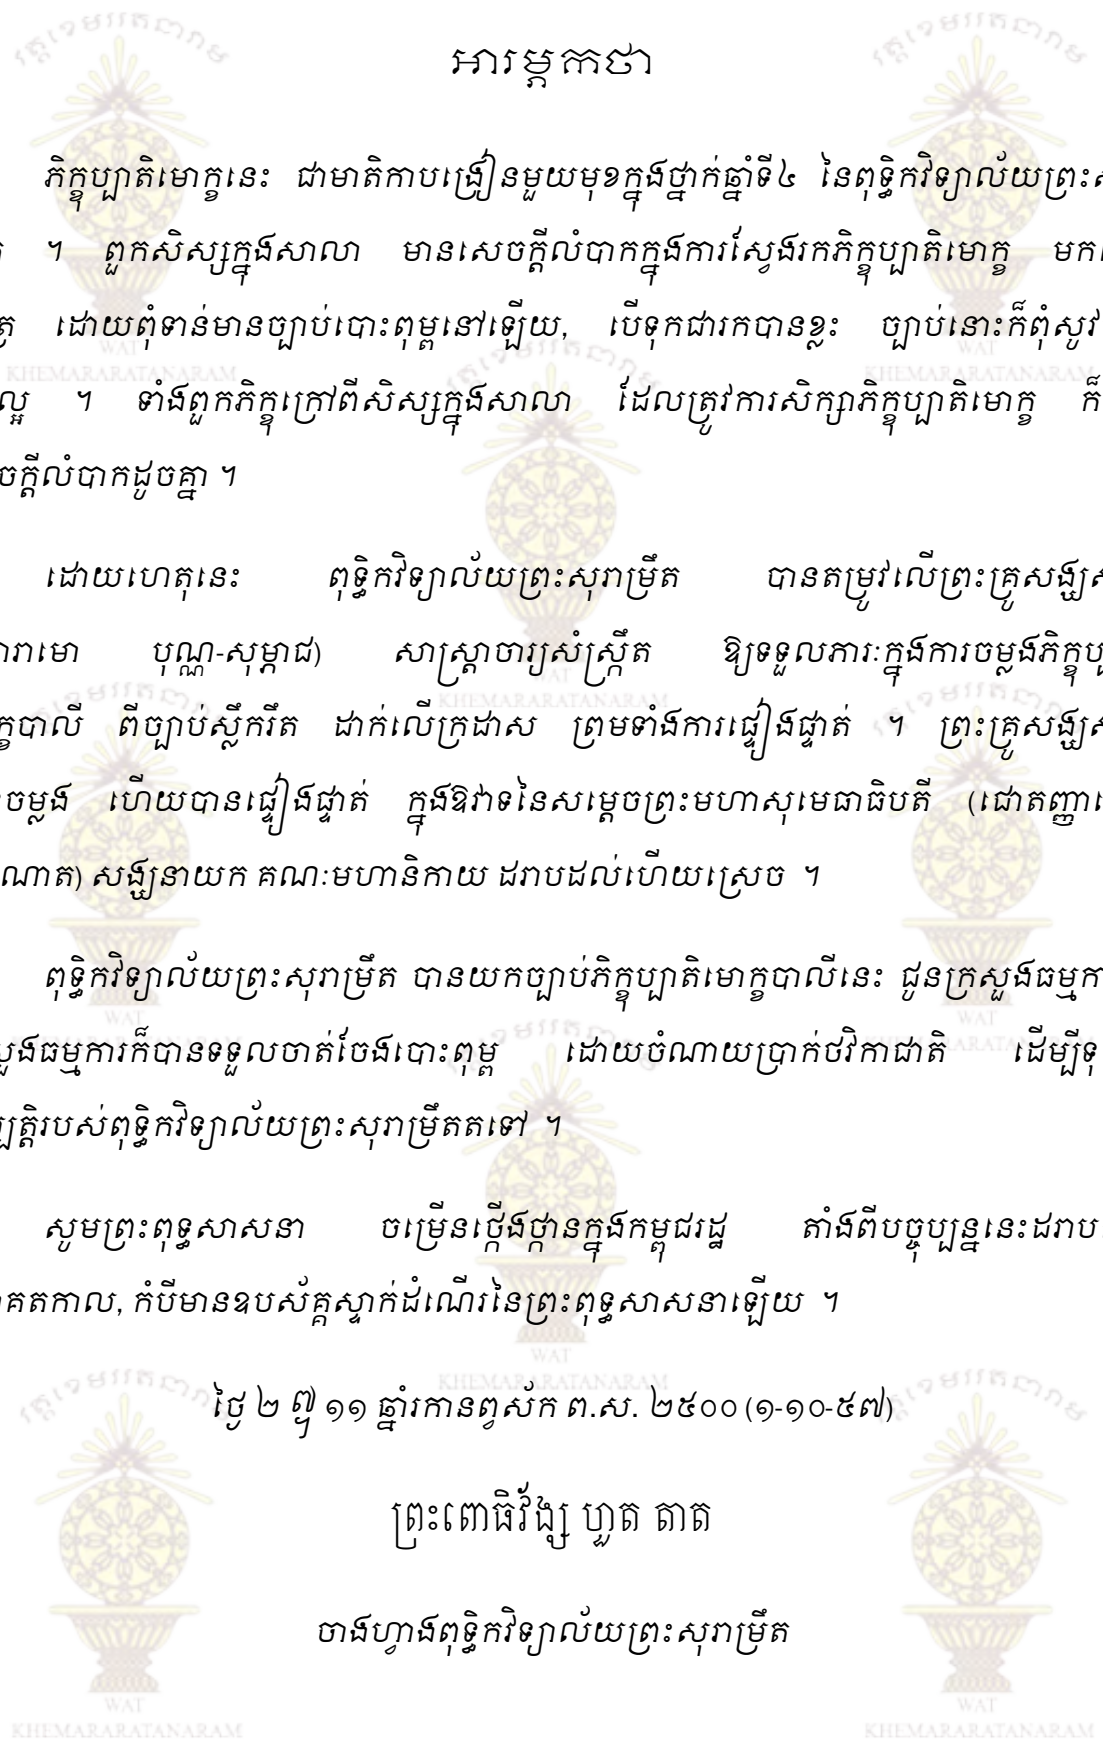 អារម្ភកថា
ភិក្ខុប្បាតិមោក្ខនេះ ជាមាតិកាបង្រៀនមួយមុខក្នុងថ្នាក់ឆ្នាំទី៤ នៃពុទ្ធិកវិទ្យាល័យព្រះស
។ ពួកសិស្សក្នុងសាលា មានសេចក្តីលំបាកក្នុងការស្វែងរកភិក្ខុប្បាតិមោក្ខ មក
ដោយពុំទាន់មានច្បាប់បោះពុម្ពនៅឡើយ, បើទុកជារកបានខ្លះ ច្បាប់នោះក៏ពុំសូវ
ល្អ ។ ទាំងពួកភិក្ខុក្រៅពីសិស្សក្នុងសាលា ដែលត្រូវការសិក្សាភិក្ខុប្បាតិមោក្ខ ក៏
ចក្តីលំបាកដូចគ្នា ។
ដោយហេតុនេះ ពុទ្ធិកវិទ្យាល័យព្រះសុរាម្រឹត បានតម្រូវលើព្រះគ្រូសង្ឃស
រាមោ បុណ្ណ-សុម្ភាជ) សាស្ត្រាចារ្យសំស្ក្រឹត ឱ្យទទួលភារៈក្នុងការចម្លងភិក្ខុប្ប
ក្ខបាលី ពីច្បាប់ស្លឹករឹត ដាក់លើក្រដាស ព្រមទាំងការផ្ទៀងផ្ទាត់ ។ ព្រះគ្រូសង្ឃស
ចម្លង ហើយបានផ្ទៀងផ្ទាត់ ក្នុងឱវាទនៃសម្តេចព្រះមហាសុមេធាធិបតី (ជោតញ្ញា
ណាត) សង្ឃនាយក គណៈមហានិកាយ ដរាបដល់ហើយស្រេច ។
ពុទ្ធិកវិទ្យាល័យព្រះសុរាម្រឹត បានយកច្បាប់ភិក្ខុប្បាតិមោក្ខបាលីនេះ ជូនក្រសួងធម្មកា
សួងធម្មការក៏បានទទួលចាត់ចែងបោះពុម្ព ដោយចំណាយប្រាក់ថវិកាជាតិ ដើម្បីទុ
ប្បត្តិរបស់ពុទ្ធិកវិទ្យាល័យព្រះសុរាម្រឹតតទៅ ។
សូមព្រះពុទ្ធសាសនា ចម្រើនថ្កើងថ្កានក្នុងកម្ពុជរដ្ឋ តាំងពីបច្ចុប្បន្ននេះដរាប
គតកាល, កំបីមានឧបស័គ្គស្ទាក់ដំណើរនៃព្រះពុទ្ធសាសនាឡើយ ។
ថ្ងៃ ២ ១១ ឆ្នាំរកានព្វស័ក ព.ស. ២៥០០ (១-១០-៥៧)
ព្រះពោធិវ័ង្ស ហួត តាត
ចាងហ្វាងពុទ្ធិកវិទ្យាល័យព្រះសុរាម្រឹត
WAT
KHEMARARATANARAM